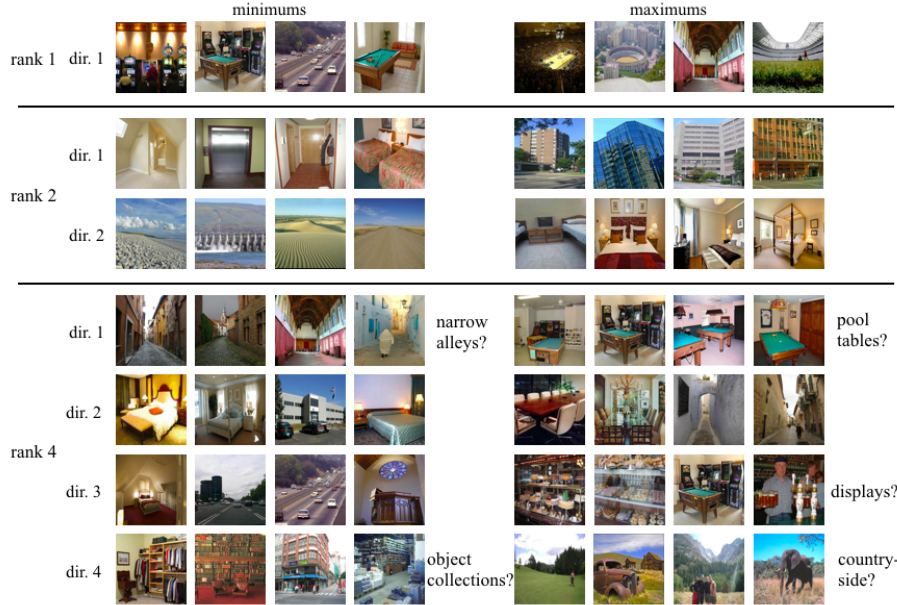 minimums
maximums
rank 1
dir. 1
rank 2
dir. 1
dir. 2
rank 4
dir. 1
narrow
alleys?
pool
tables?
dir. 2
dir. 3
displays?
dir. 4
object
collections?
country-
side?